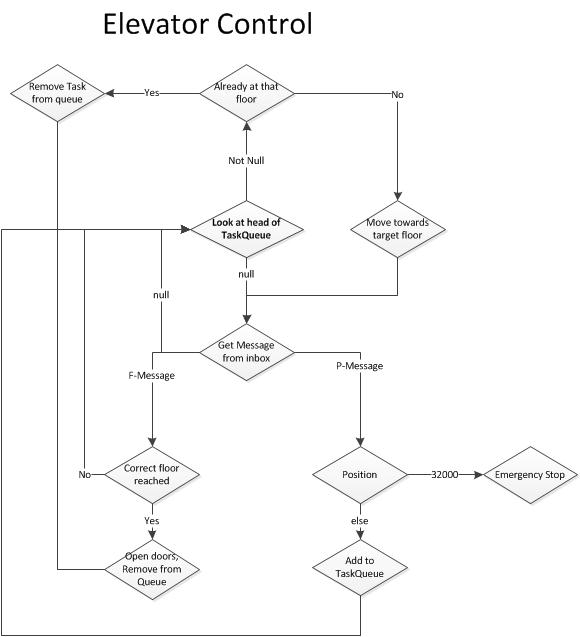 Elevator Control
Remove Task
from queue
Yes
Already at that
floor
No
Not Null
Look at head of
TaskQueue
Move towards
target floor
null
null
Get Message
from inbox
F-Message
P-Message
No
Correct floor
reached
Position
32000
Emergency Stop
Yes
else
Open doors,
Remove from
Queue
Add to
TaskQueue